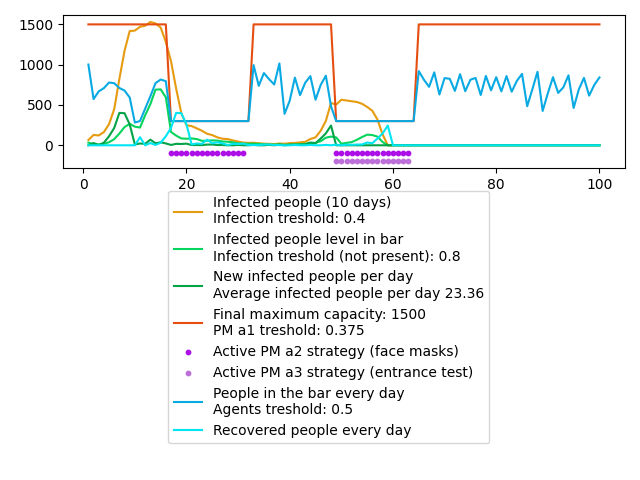 1500
1000
500
0
0 20 40 60 80 100
Infected people (10 days)
Infection treshold: 0.4
Infected people level in bar
Infection treshold (not present): 0.8
New infected people per day
Average infected people per day 23.36
Final maximum capacity: 1500
PM a1 treshold: 0.375
Active PM a2 strategy (face masks)
Active PM a3 strategy (entrance test)
People in the bar every day
Agents treshold: 0.5
Recovered people every day